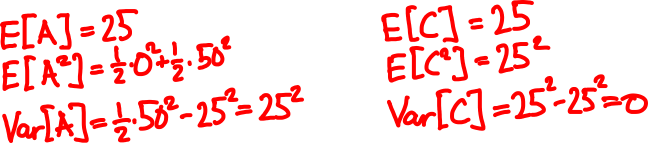 E[A] = 25
E[A²] = ½·0² + ½·50²
Var[A] = ½·50² - 25² = 25²
E[C] = 25
E[C²] = 25²
Var[C] = 25² - 25² = 0